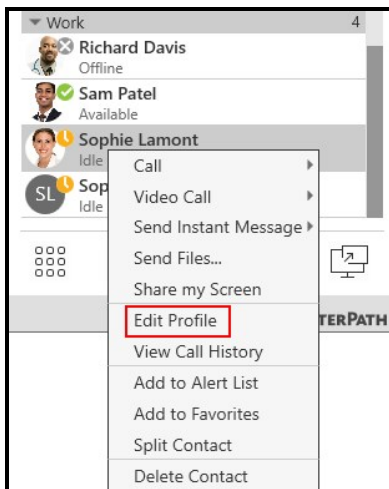 Work 4
Richard Davis
Offline
Sam Patel
Available
Sophie Lamont
Idle
SL
Sop
Idle
Call
Video Call
Send Instant Message
Send Files...
Share my Screen
Edit Profile
TERPATH
View Call History
Add to Alert List
Add to Favorites
Split Contact
Delete Contact